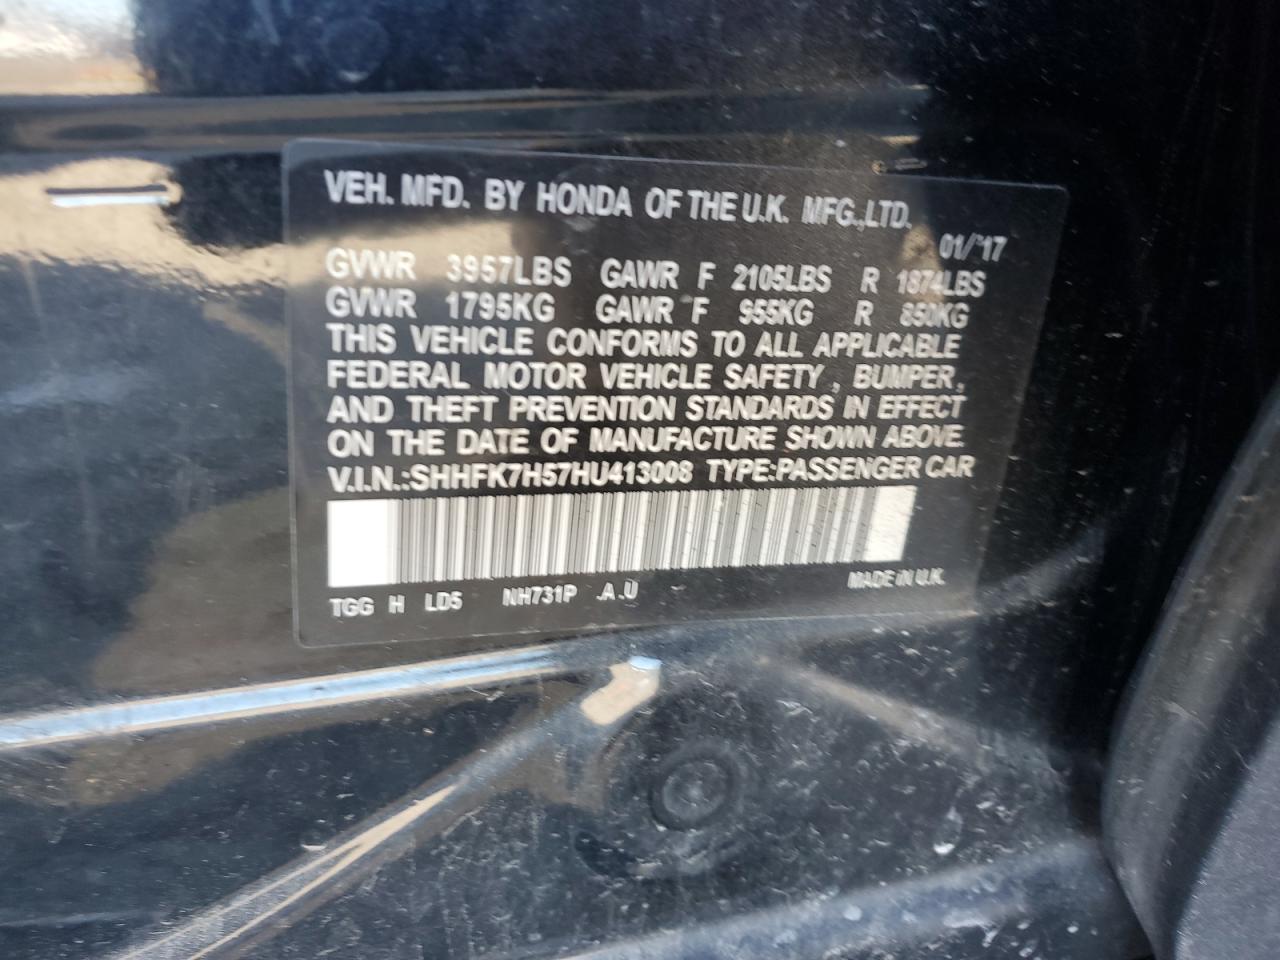 VEH. MFD. BY HONDA OF THE U.K. MFG.,LTD.
01/'17
GVWR 3957LBS GAWR F 2105LBS R 1874LBS
GVWR 1795KG GAWR F 955KG R 850KG
THIS VEHICLE CONFORMS TO ALL APPLICABLE
FEDERAL MOTOR VEHICLE SAFETY, BUMPER,
AND THEFT PREVENTION STANDARDS IN EFFECT
ON THE DATE OF MANUFACTURE SHOWN ABOVE.
V.I.N.:SHHFK7H57HU413008 TYPE:PASSENGER CAR
TGG H LD5 NH731P .A .U MADE IN U.K.